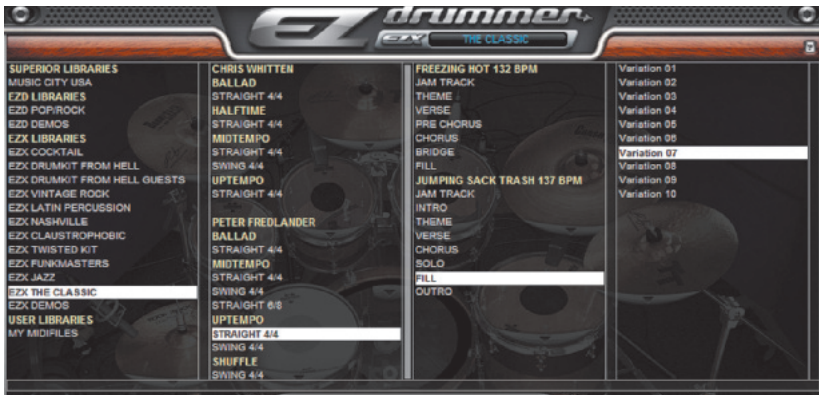 EZ drummer
EZX THE CLASSIC
SUPERIOR LIBRARIES
MUSIC CITY USA
EZD LIBRARIES
EZD POP/ROCK
EZD DEMOS
EZX LIBRARIES
EZX COCKTAIL
EZX DRUMKIT FROM HELL
EZX DRUMKIT FROM HELL GUESTS
EZX VINTAGE ROCK
EZX LATIN PERCUSSION
EZX NASHVILLE
EZX CLAUSTROPHOBIC
EZX TWISTED KIT
EZX FUNKMASTERS
EZX JAZZ
EZX THE CLASSIC
EZX DEMOS
USER LIBRARIES
MY MIDIFILES
CHRIS WHITTEN
BALLAD
STRAIGHT 4/4
HALFTIME
STRAIGHT 4/4
MIDTEMPO
STRAIGHT 4/4
SWING 4/4
UPTEMPO
STRAIGHT 4/4
PETER FREDLANDER
BALLAD
STRAIGHT 4/4
MIDTEMPO
STRAIGHT 4/4
SWING 4/4
STRAIGHT 6/8
UPTEMPO
STRAIGHT 4/4
SWING 4/4
SHUFFLE
SWING 4/4
FREEZING HOT 132 BPM
JAM TRACK
THEME
VERSE
PRE CHORUS
CHORUS
BRIDGE
FILL
JUMPING SACK TRASH 137 BPM
JAM TRACK
INTRO
THEME
VERSE
CHORUS
SOLO
FILL
OUTRO
Variation 01
Variation 02
Variation 03
Variation 04
Variation 05
Variation 06
Variation 07
Variation 08
Variation 09
Variation 10